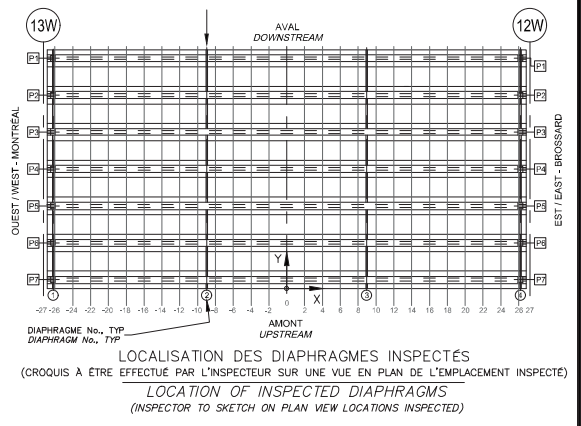 13W
12W
AVAL
DOWNSTREAM
P1
P1
P2
P2
P3
P3
P4
P4
P5
P5
P6
P6
P7
P7
OUEST / WEST - MONTRÉAL
EST / EAST - BROSSARD
Y
X
1
2
3
4
-27 -26 -24 -22 -20 -18 -16 -14 -12 -10 -8 -6 -4 -2 0 2 4 6 8 10 12 14 16 18 20 22 24 26 27
DIAPHRAGME No., TYP
DIAPHRAGM No., TYP
AMONT
UPSTREAM
LOCALISATION DES DIAPHRAGMES INSPECTÉS
(CROQUIS À ÊTRE EFFECTUÉ PAR L'INSPECTEUR SUR UNE VUE EN PLAN DE L'EMPLACEMENT INSPECTÉ)
LOCATION OF INSPECTED DIAPHRAGMS
(INSPECTOR TO SKETCH ON PLAN VIEW LOCATIONS INSPECTED)